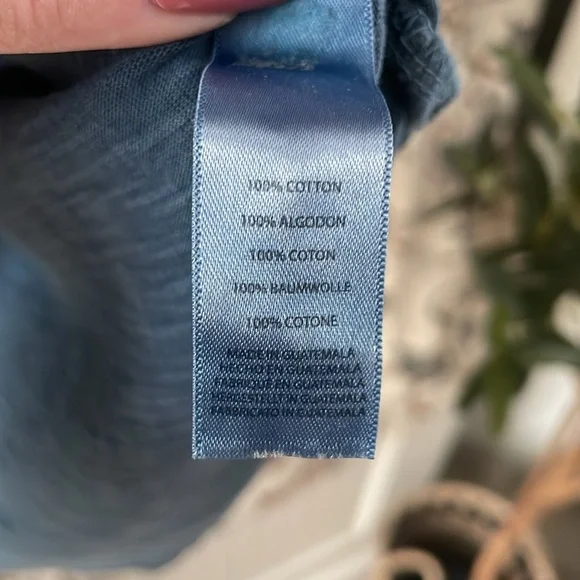 100% COTTON
100% ALGODON
100% COTON
100% BAUMWOLLE
100% COTONE
MADE IN GUATEMALA
HECHO EN GUATEMALA
FABRIQUE EN GUATEMALA
HERGESTELLT IN GUATEMALA
FABBRICATO IN GUATEMALA